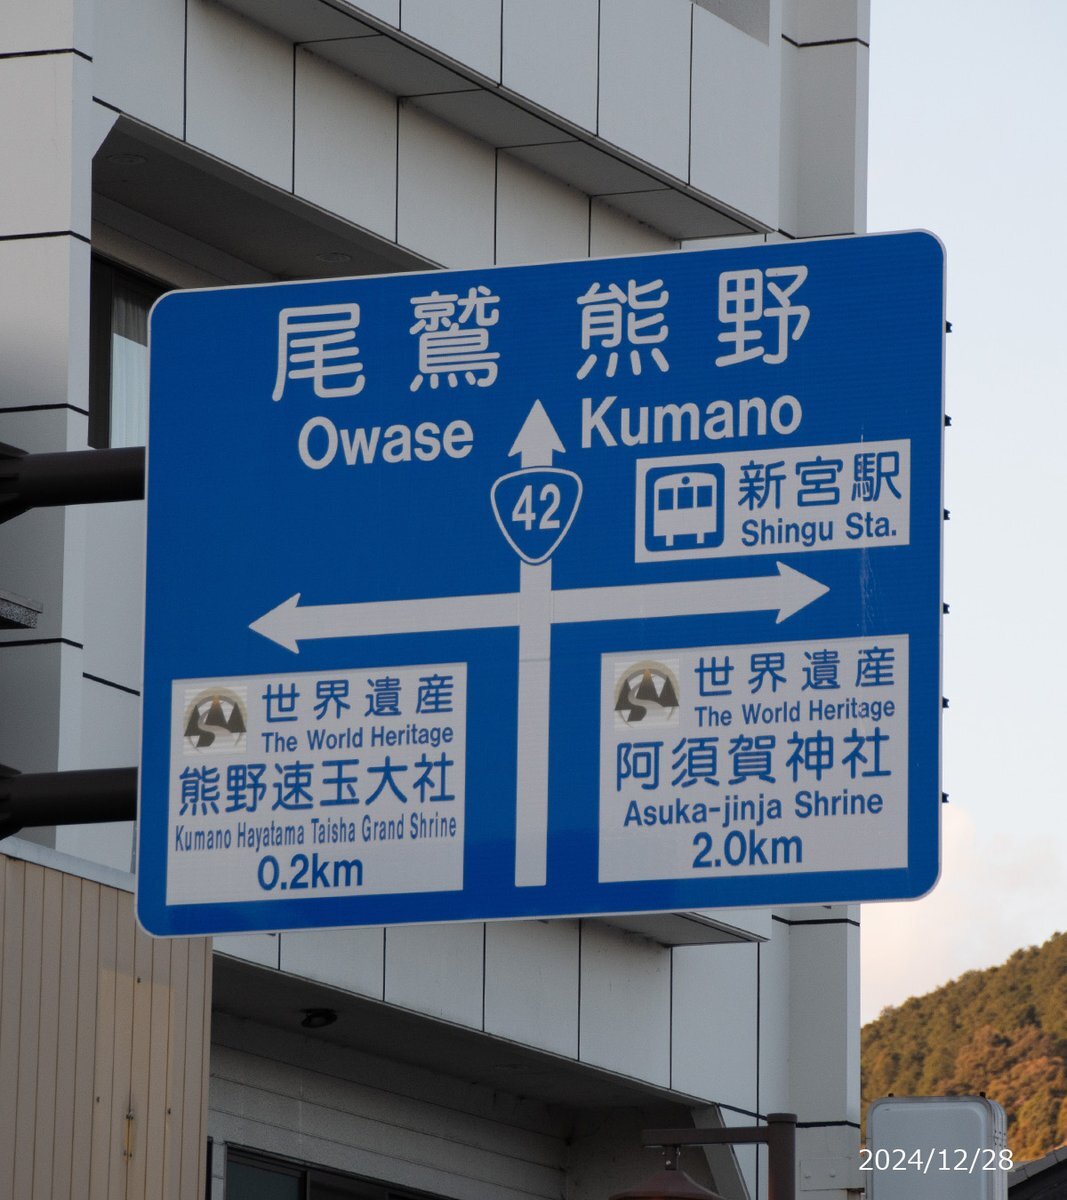 尾鷲 熊野
Owase Kumano
42
新宮駅
Shingu Sta.
世界遺産
The World Heritage
熊野速玉大社
Kumano Hayatama Taisha Grand Shrine
0.2km
世界遺産
The World Heritage
阿須賀神社
Asuka-jinja Shrine
2.0km
2024/12/28